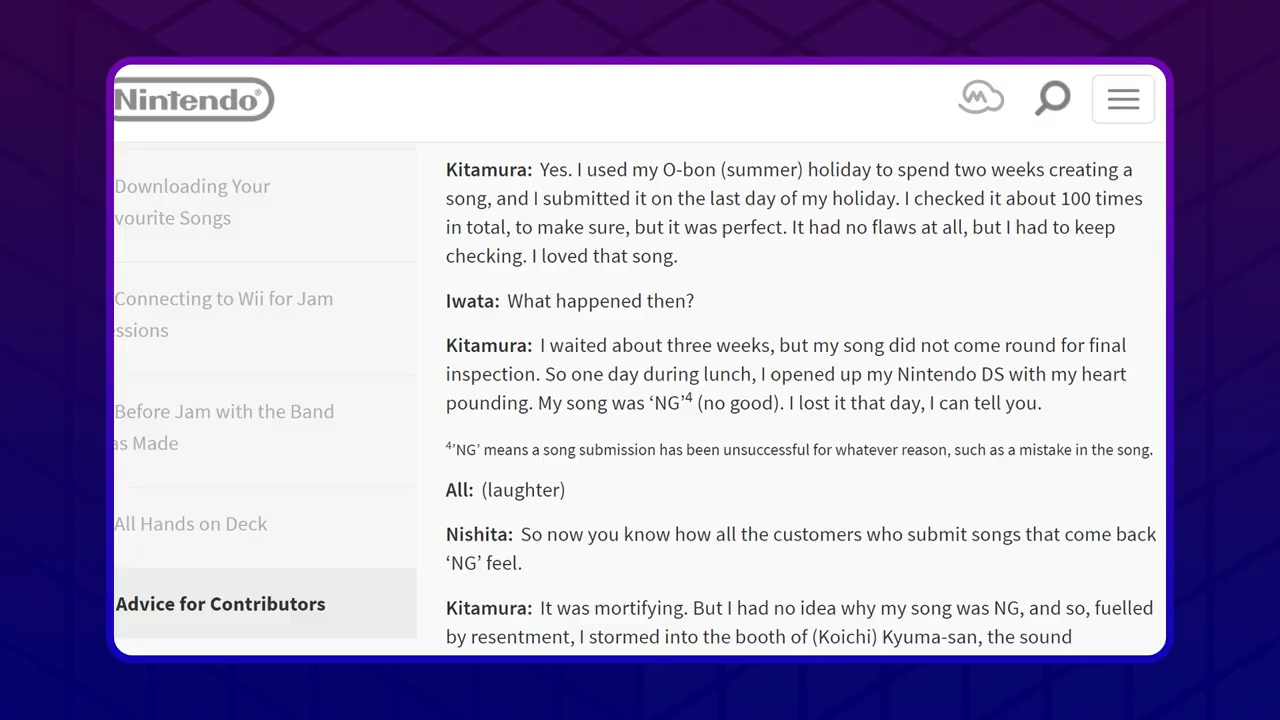 Nintendo®
Downloading Your
vourite Songs
Connecting to Wii for Jam
ssions
Before Jam with the Band
as Made
All Hands on Deck
Advice for Contributors
Kitamura: Yes. I used my O-bon (summer) holiday to spend two weeks creating a
song, and I submitted it on the last day of my holiday. I checked it about 100 times
in total, to make sure, but it was perfect. It had no flaws at all, but I had to keep
checking. I loved that song.
Iwata: What happened then?
Kitamura: I waited about three weeks, but my song did not come round for final
inspection. So one day during lunch, I opened up my Nintendo DS with my heart
pounding. My song was ‘NG’⁴ (no good). I lost it that day, I can tell you.
⁴‘NG’ means a song submission has been unsuccessful for whatever reason, such as a mistake in the song.
All: (laughter)
Nishita: So now you know how all the customers who submit songs that come back
‘NG’ feel.
Kitamura: It was mortifying. But I had no idea why my song was NG, and so, fuelled
by resentment, I stormed into the booth of (Koichi) Kyuma-san, the sound